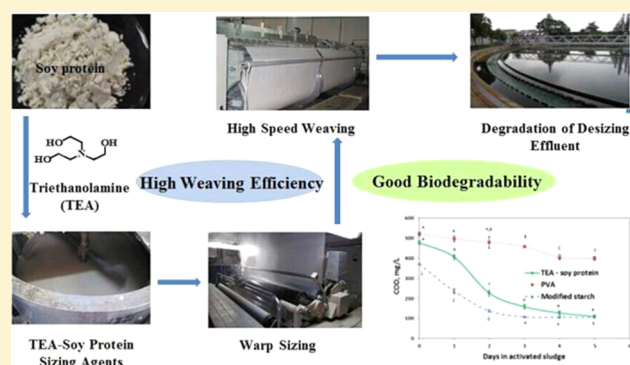 Soy protein
HO
OH
N
HO
Triethanolamine
(TEA)
TEA-Soy Protein
Sizing Agents
Warp Sizing
High Speed Weaving
Degradation of Desizing
Effluent
High Weaving Efficiency
Good Biodegradability
COD, mg/L
600
500
400
300
200
100
0
TEA - soy protein
PVA
Modified starch
0 1 2 3 4 5
Days in activated sludge